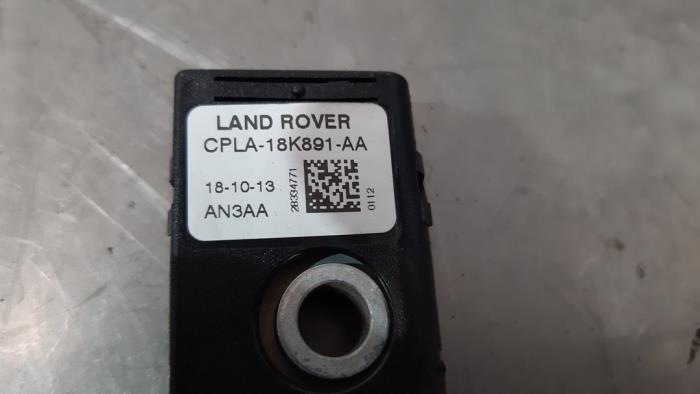 LAND ROVER
CPLA-18K891-AA
18-10-13
AN3AA
28334771
0112